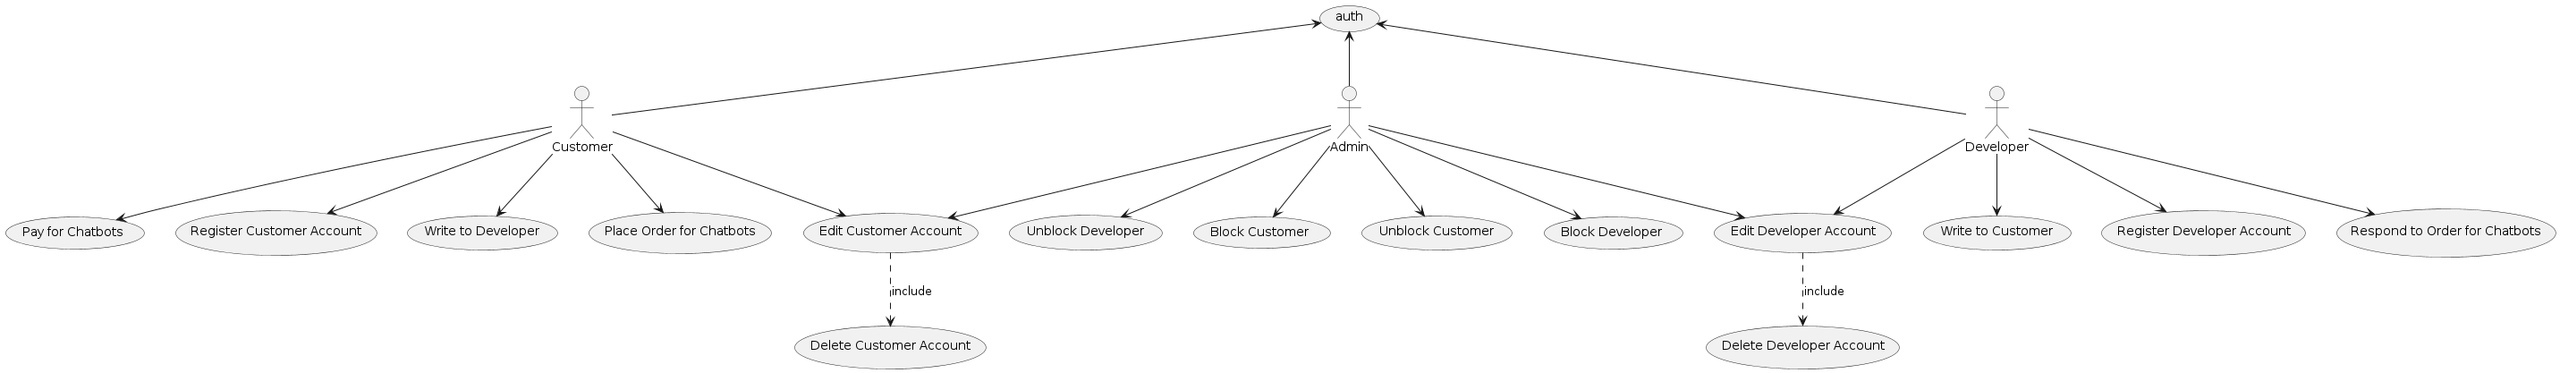 auth
Customer
Admin
Developer
Pay for Chatbots
Register Customer Account
Write to Developer
Place Order for Chatbots
Edit Customer Account
Unblock Developer
Block Customer
Unblock Customer
Block Developer
Edit Developer Account
Write to Customer
Register Developer Account
Respond to Order for Chatbots
include
include
Delete Customer Account
Delete Developer Account